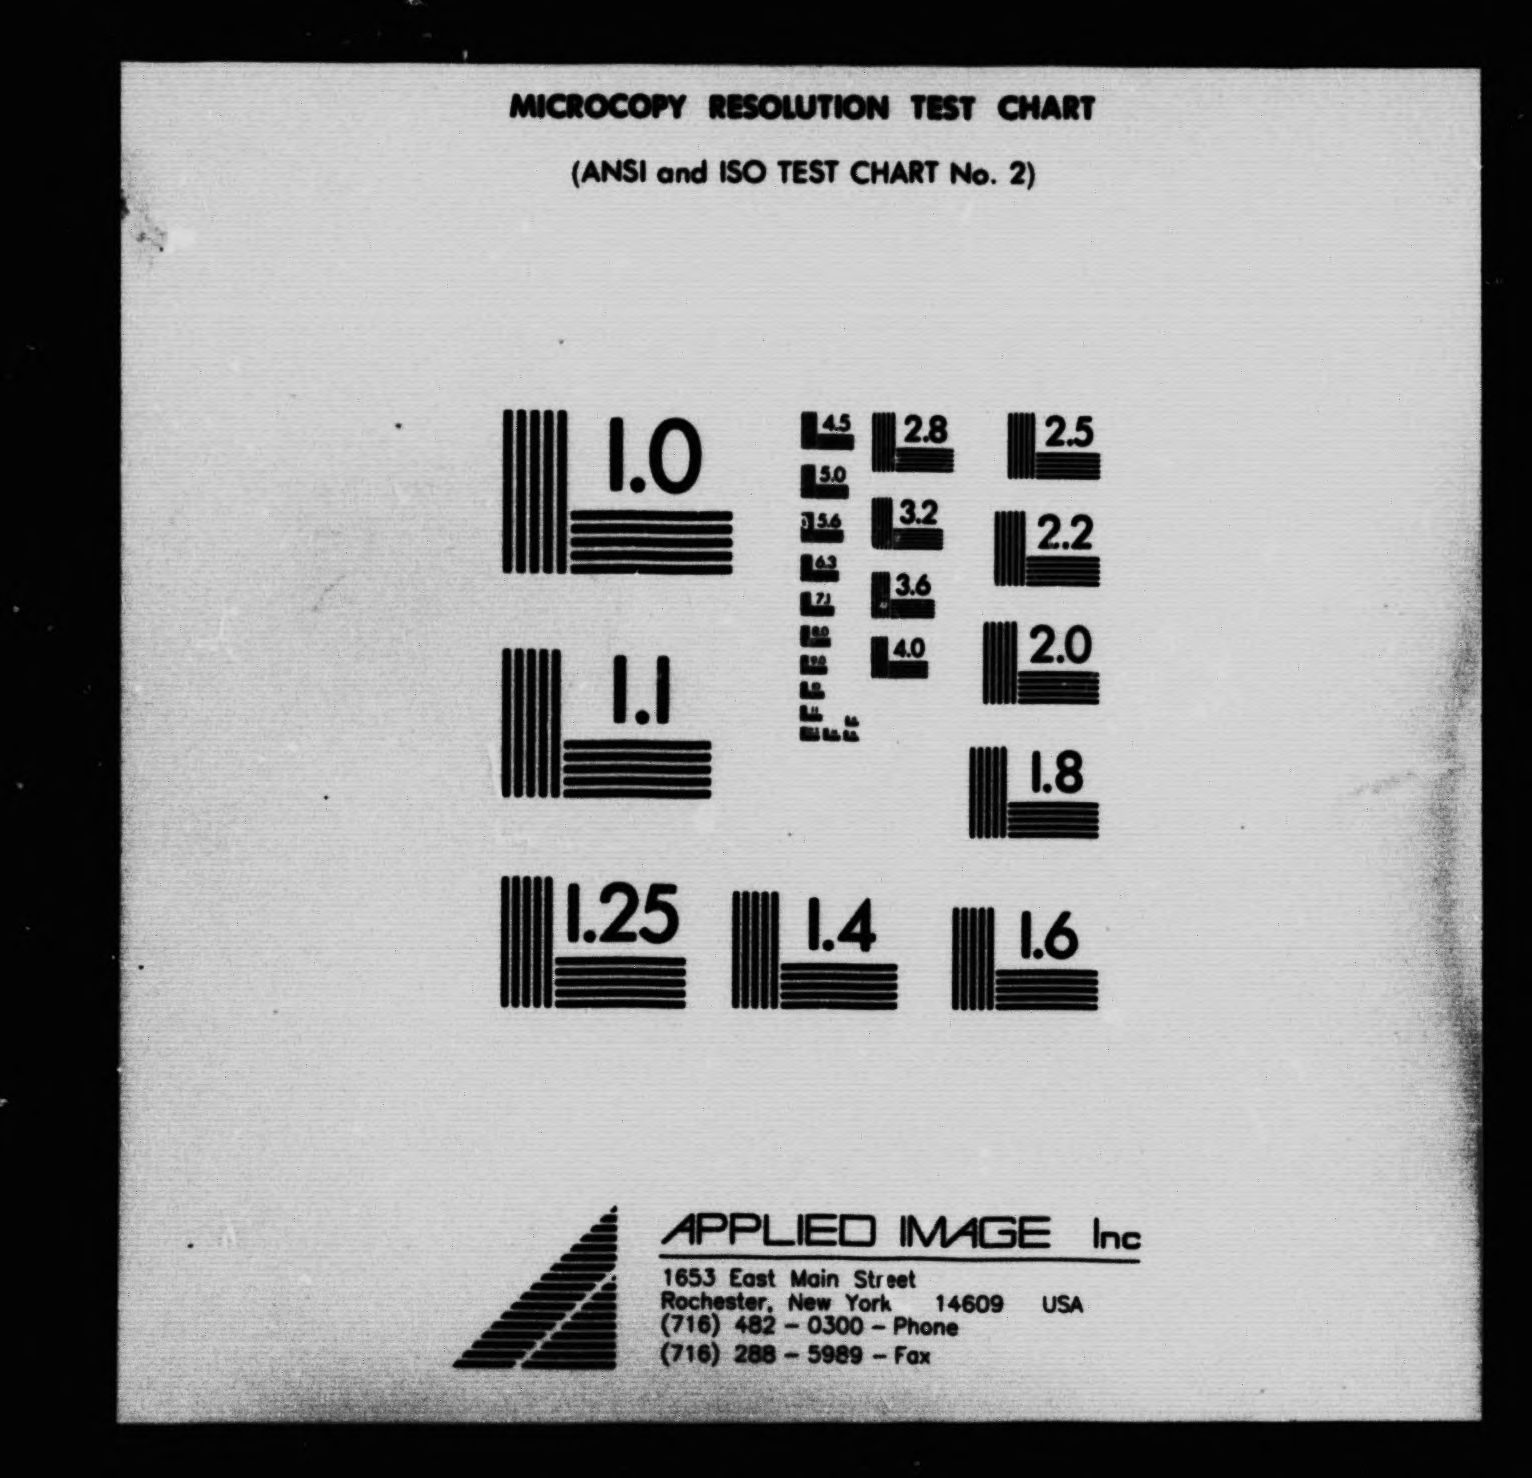 MICROCOPY RESOLUTION TEST CHART
(ANSI and ISO TEST CHART No. 2)
1.0
1.1
1.25
1.4
1.6
1.8
2.0
2.2
2.5
2.8
3.2
3.6
4.0
4.5
5.0
5.6
6.3
7.1
8.0
9.0
APPLIED IMAGE Inc
1653 East Main Street
Rochester, New York 14609 USA
(716) 482 - 0300 - Phone
(716) 288 - 5989 - Fax